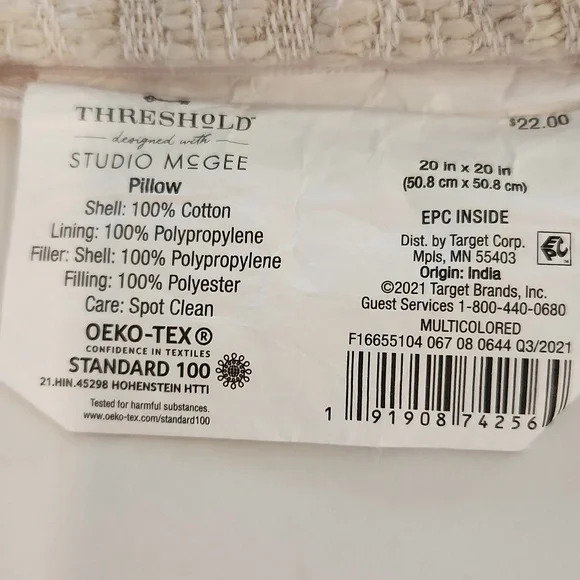 THRESHOLD™
designed with
STUDIO McGEE
Pillow
Shell: 100% Cotton
Lining: 100% Polypropylene
Filler: Shell: 100% Polypropylene
Filling: 100% Polyester
Care: Spot Clean
OEKO-TEX®
CONFIDENCE IN TEXTILES
STANDARD 100
21.HIN.45298 HOHENSTEIN HTTI
Tested for harmful substances.
www.oeko-tex.com/standard100
$22.00
20 in x 20 in
(50.8 cm x 50.8 cm)
EPC INSIDE
Dist. by Target Corp.
Mpls, MN 55403
Origin: India
©2021 Target Brands, Inc.
Guest Services 1-800-440-0680
MULTICOLORED
F16655104 067 08 0644 Q3/2021
1 91908 74256